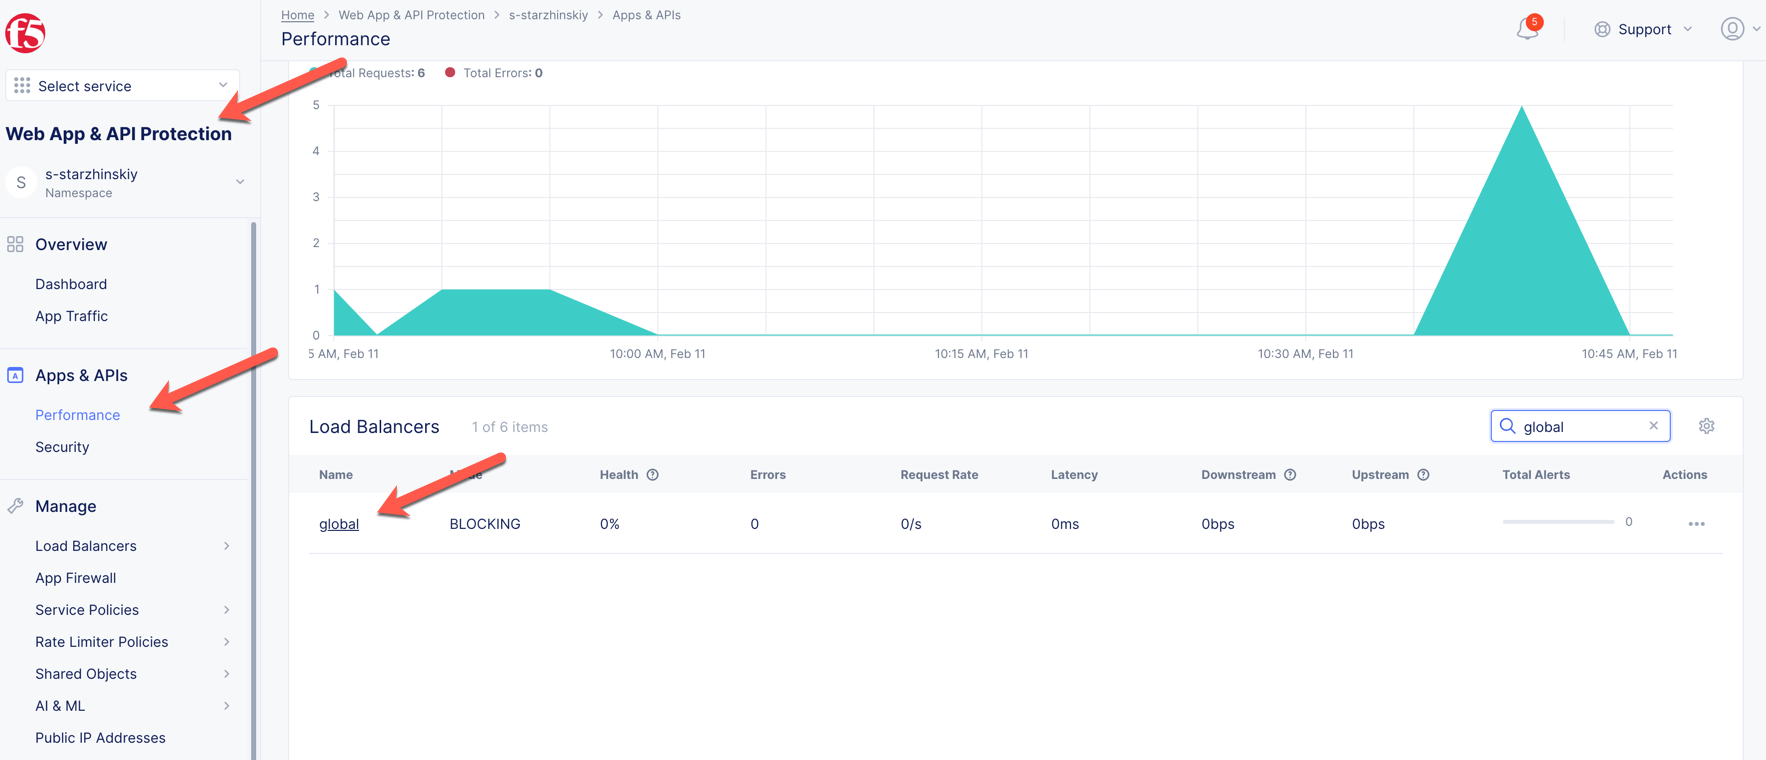 Home > Web App & API Protection > s-starzhinskiy > Apps & APIs
Performance
5
Support
f5
Select service
Web App & API Protection
S
s-starzhinskiy
Namespace
Overview
Dashboard
App Traffic
Apps & APIs
Performance
Security
Manage
Load Balancers
App Firewall
Service Policies
Rate Limiter Policies
Shared Objects
AI & ML
Public IP Addresses
Requests: 6
Total Errors: 0
5
4
3
2
1
0
5 AM, Feb 11
10:00 AM, Feb 11
10:15 AM, Feb 11
10:30 AM, Feb 11
10:45 AM, Feb 11
Load Balancers
1 of 6 items
global
Name Health Errors Request Rate Latency Downstream Upstream Total Alerts Actions
global BLOCKING 0% 0 0/s 0ms 0bps 0bps 0